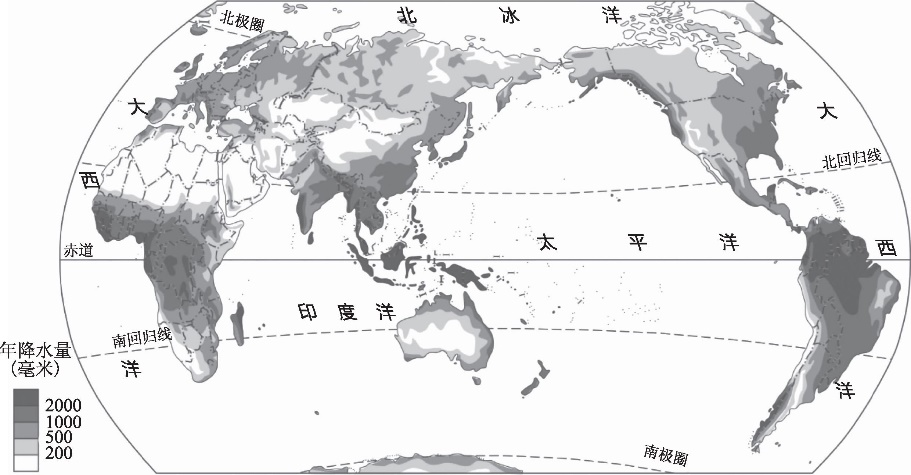 北冰洋
北极圈
大
大
北回归线
西
太平洋
西
赤道
印度洋
南回归线
洋
洋
南极圈
年降水量
(毫米)
2000
1000
500
200